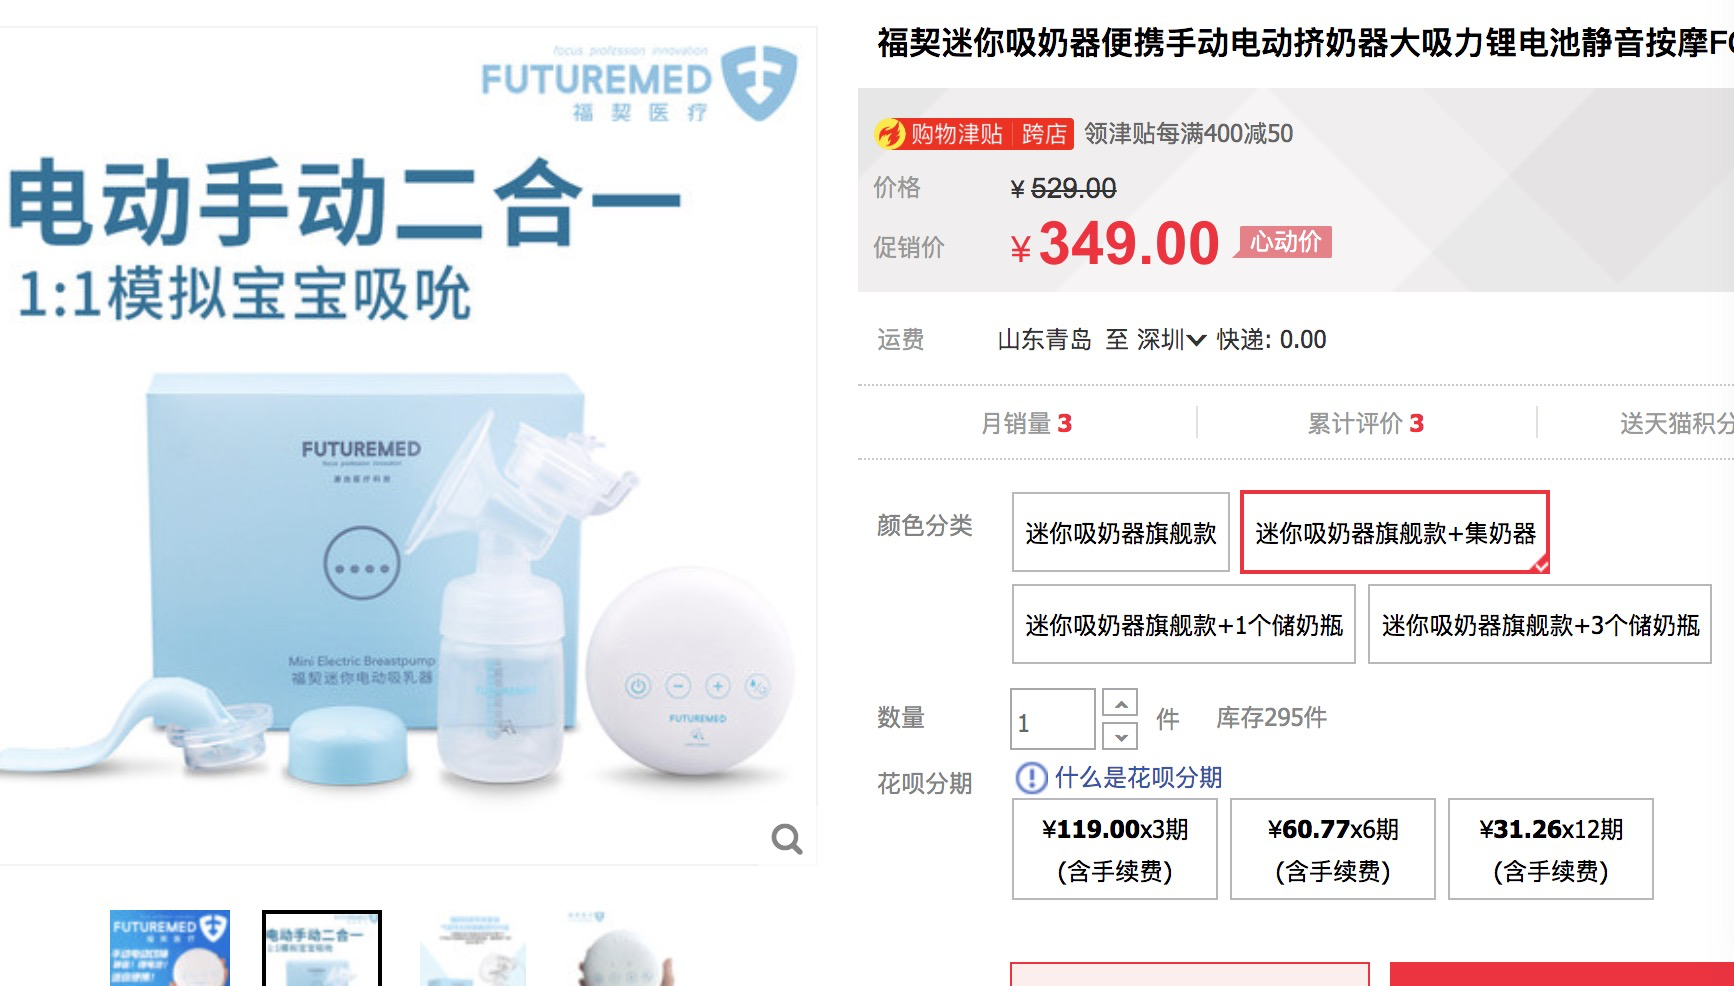 focus profession innovation
FUTUREMED
福契医疗
电动手动二合一
1:1模拟宝宝吸吮
FUTUREMED
focus profession innovation
Mini Electric Breastpump
福契迷你电动吸乳器
FUTUREMED
FUTUREMED
福契迷你吸奶器便携手动电动挤奶器大吸力锂电池静音按摩F
购物津贴 跨店 领津贴每满400减50
价格 ¥ 529.00
促销价 ¥ 349.00 心动价
运费 山东青岛 至 深圳 快递: 0.00
月销量 3 累计评价 3 送天猫积分
颜色分类 迷你吸奶器旗舰款 迷你吸奶器旗舰款+集奶器
迷你吸奶器旗舰款+1个储奶瓶 迷你吸奶器旗舰款+3个储奶瓶
数量 1 件 库存295件
花呗分期 什么是花呗分期
¥119.00x3期 ¥60.77x6期 ¥31.26x12期
(含手续费) (含手续费) (含手续费)
FUTUREMED
电动手动二合一
1:1模拟宝宝吸吮